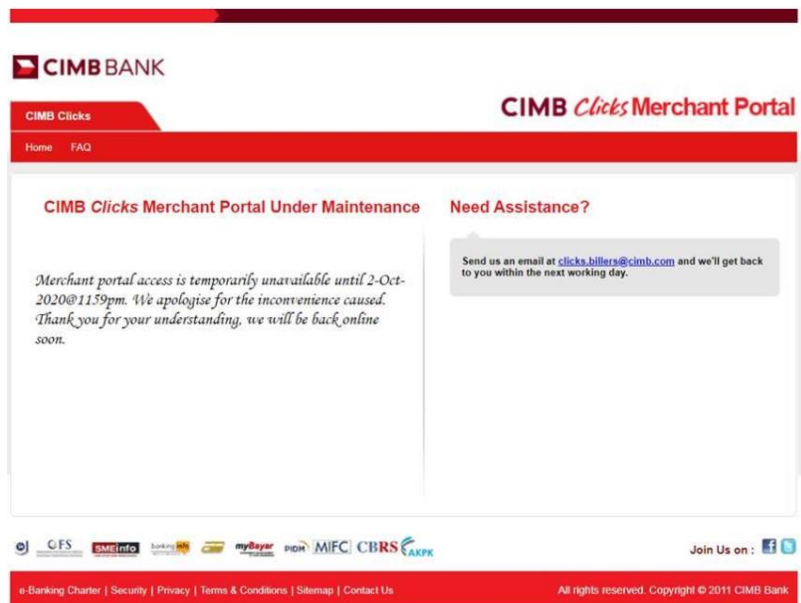 CIMB BANK
CIMB Clicks Merchant Portal
CIMB Clicks
Home FAQ
CIMB Clicks Merchant Portal Under Maintenance
Merchant portal access is temporarily unavailable until 2-Oct-
2020@1159pm. We apologise for the inconvenience caused.
Thank you for your understanding, we will be back online
soon.
Need Assistance?
Send us an email at clicks.billers@cimb.com and we'll get back
to you within the next working day.
OFS SMEinfo banking info myBayar PIDM MIFC CBRS AKPK
Join Us on :
e-Banking Charter | Security | Privacy | Terms & Conditions | Sitemap | Contact Us
All rights reserved. Copyright © 2011 CIMB Bank